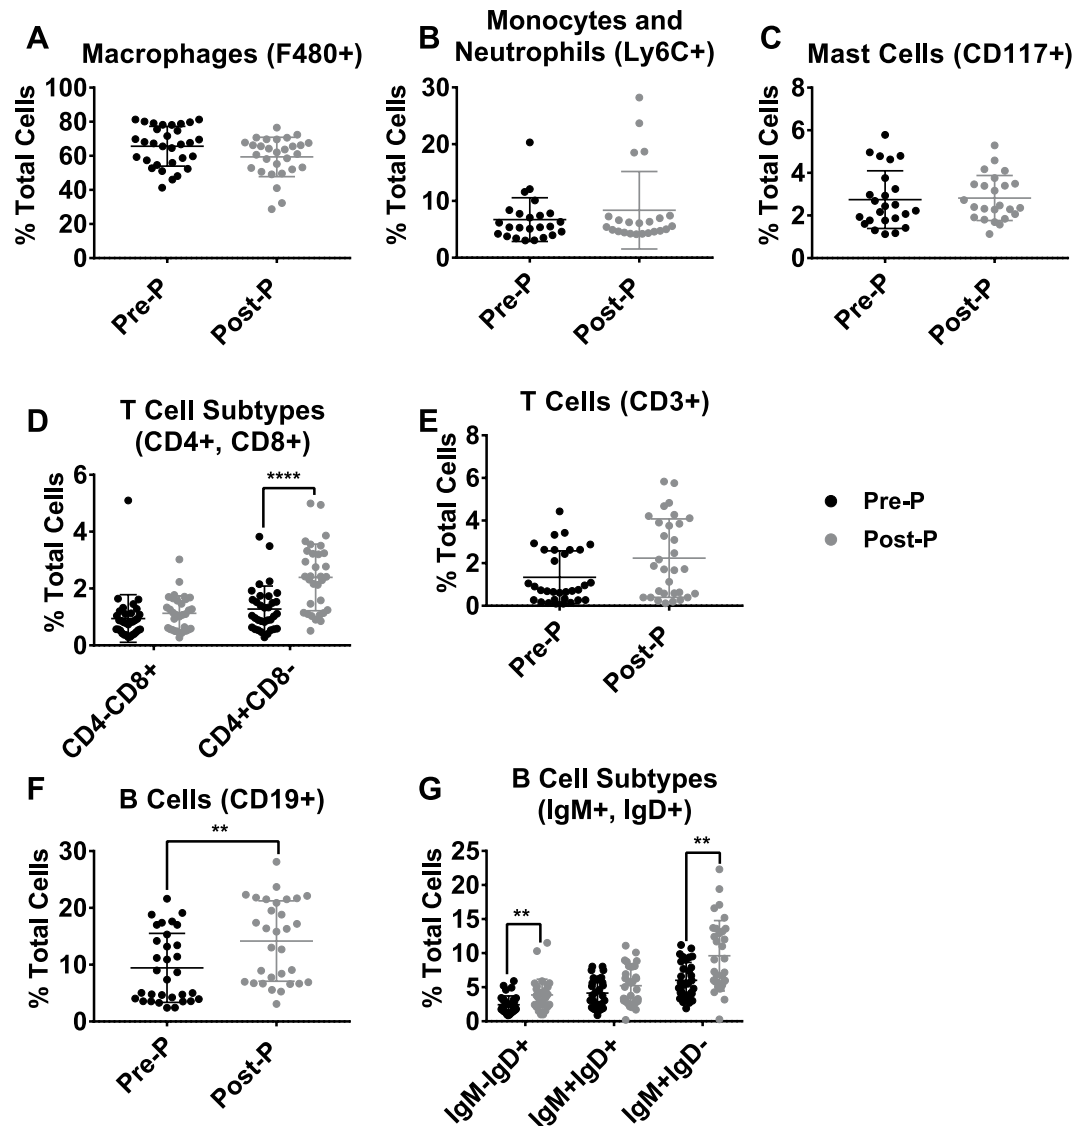 A
Macrophages (F480+)
% Total Cells
100
80
60
40
20
0
Pre-P
Post-P
B
Monocytes and
Neutrophils (Ly6C+)
% Total Cells
30
20
10
0
Pre-P
Post-P
C
Mast Cells (CD117+)
% Total Cells
8
6
4
2
0
Pre-P
Post-P
D
T Cell Subtypes
(CD4+, CD8+)
% Total Cells
6
4
2
0
****
CD4-CD8+
CD4+CD8-
E
T Cells (CD3+)
% Total Cells
8
6
4
2
0
Pre-P
Post-P
Pre-P
Post-P
F
B Cells (CD19+)
% Total Cells
30
20
10
0
**
Pre-P
Post-P
G
B Cell Subtypes
(IgM+, IgD+)
% Total Cells
25
20
15
10
5
0
**
**
IgM-IgD+
IgM+IgD+
IgM+IgD-